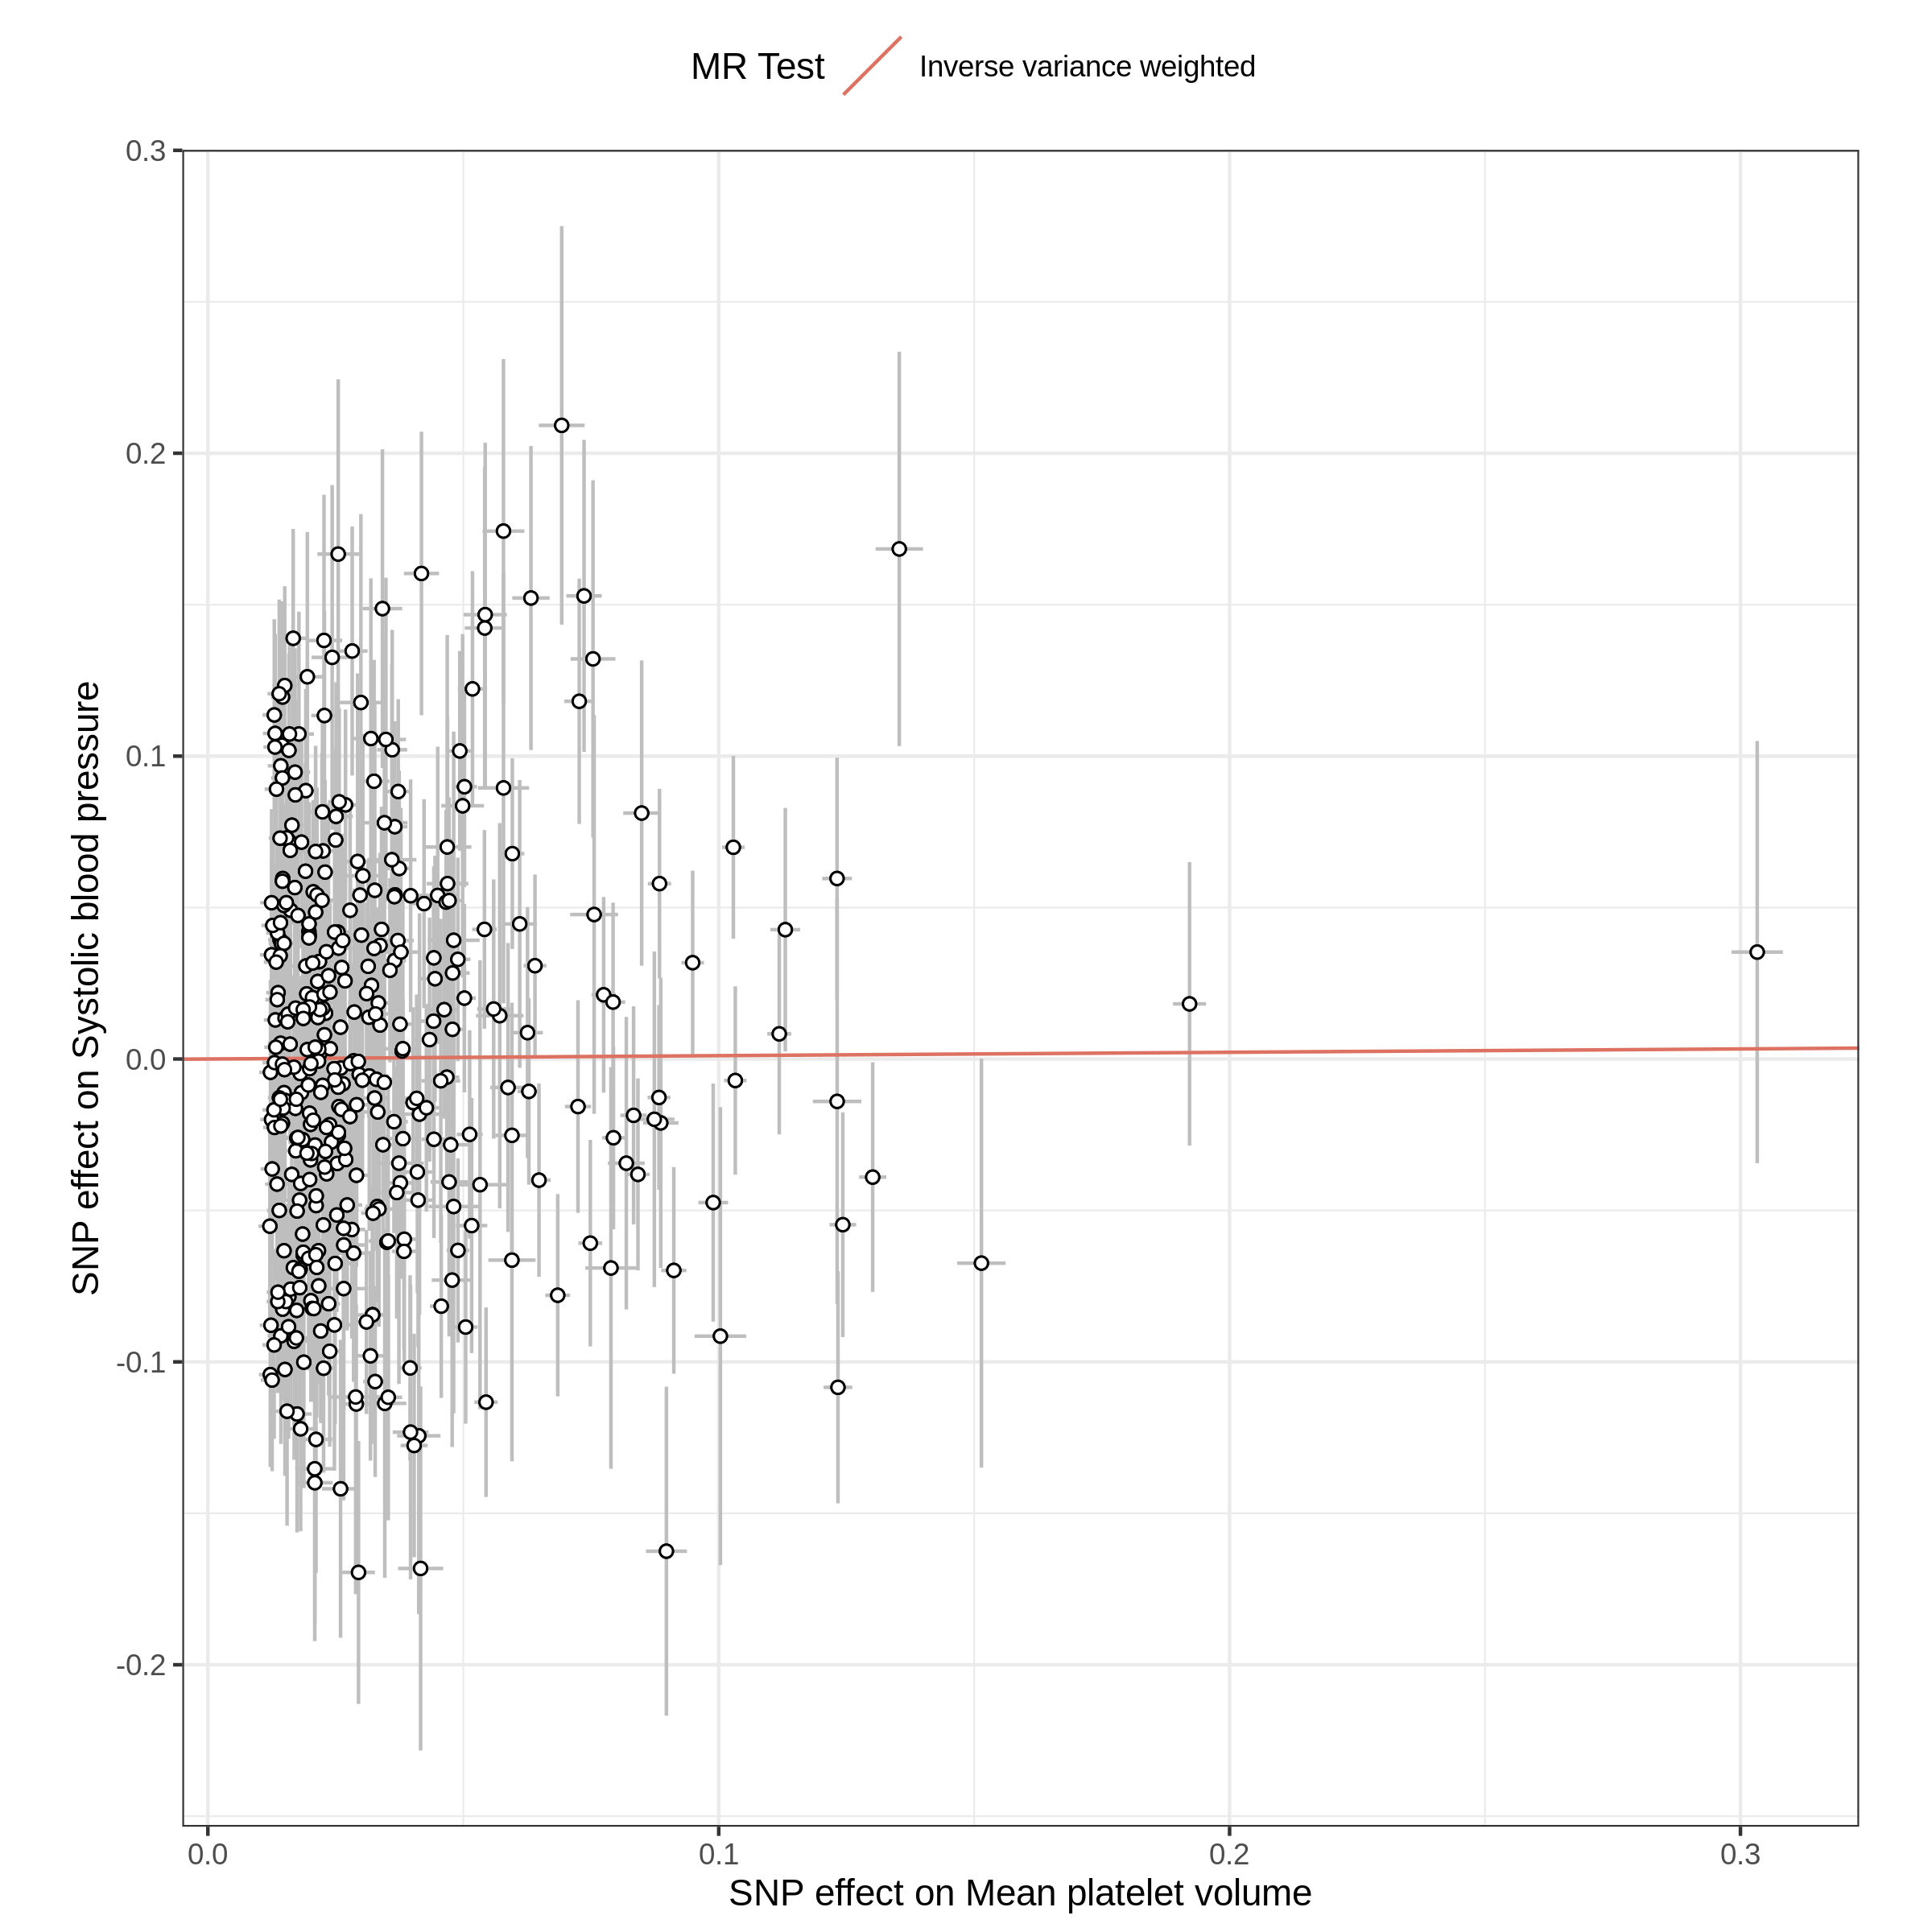 MR Test Inverse variance weighted
0.3
0.2
0.1
0.0
-0.1
-0.2
SNP effect on Systolic blood pressure
0.0 0.1 0.2 0.3
SNP effect on Mean platelet volume